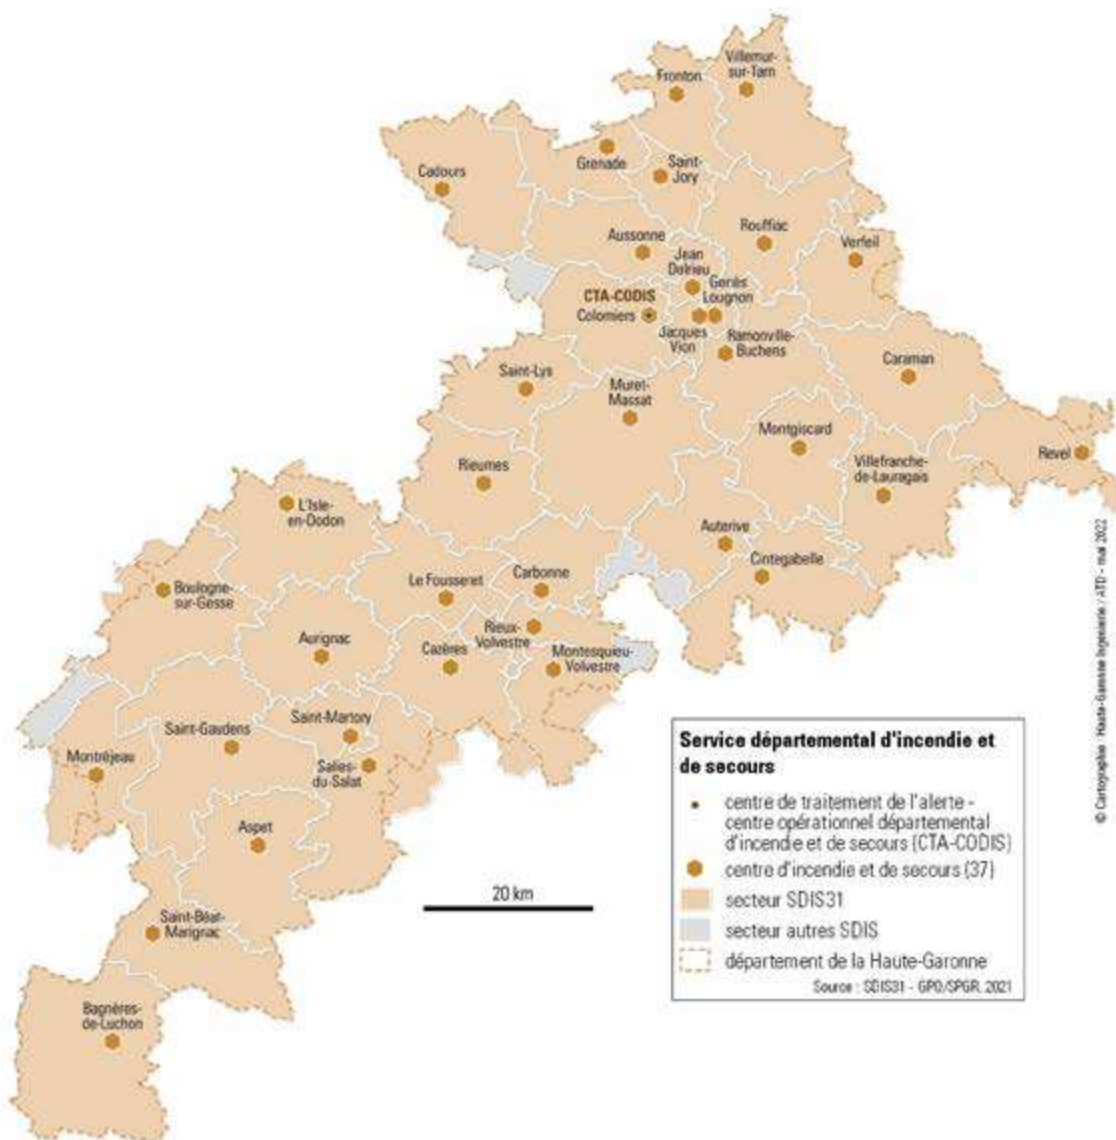 Villemur-
sur-Tarn
Fronton
Grenade
Saint-
Jory
Cadours
Rouffiac
Aussonne
Verfeil
Jean
Dalrieu
Geniès
Lougnon
CTA-CODIS
Colomiers
Jacques
Vion
Ramonville-
Buchens
Caraman
Saint-Lys
Muret-
Massat
Montgiscard
Revel
Rieumes
Villefranche-
de-Lauragais
L'Isle-
en-Dodon
Auterive
Cintegabelle
Boulogne-
sur-Gesse
Le Fousseret
Carbonne
Rieux-
Volvestre
Aurignac
Cazères
Montesquieu-
Volvestre
Saint-Martory
Saint-Gaudens
Montréjeau
Salies-
du-Salat
Aspet
Saint-Béat-
Marignac
Bagnères-
de-Luchon
20 km
Service départemental d'incendie et
de secours
centre de traitement de l'alerte -
centre opérationnel départemental
d'incendie et de secours (CTA-CODIS)
centre d'incendie et de secours (37)
secteur SDIS31
secteur autres SDIS
département de la Haute-Garonne
Source : SDIS31 - GPO/SPGR. 2021
© Cartographie : Haute-Garonne Ingénierie / ATD - mai 2022